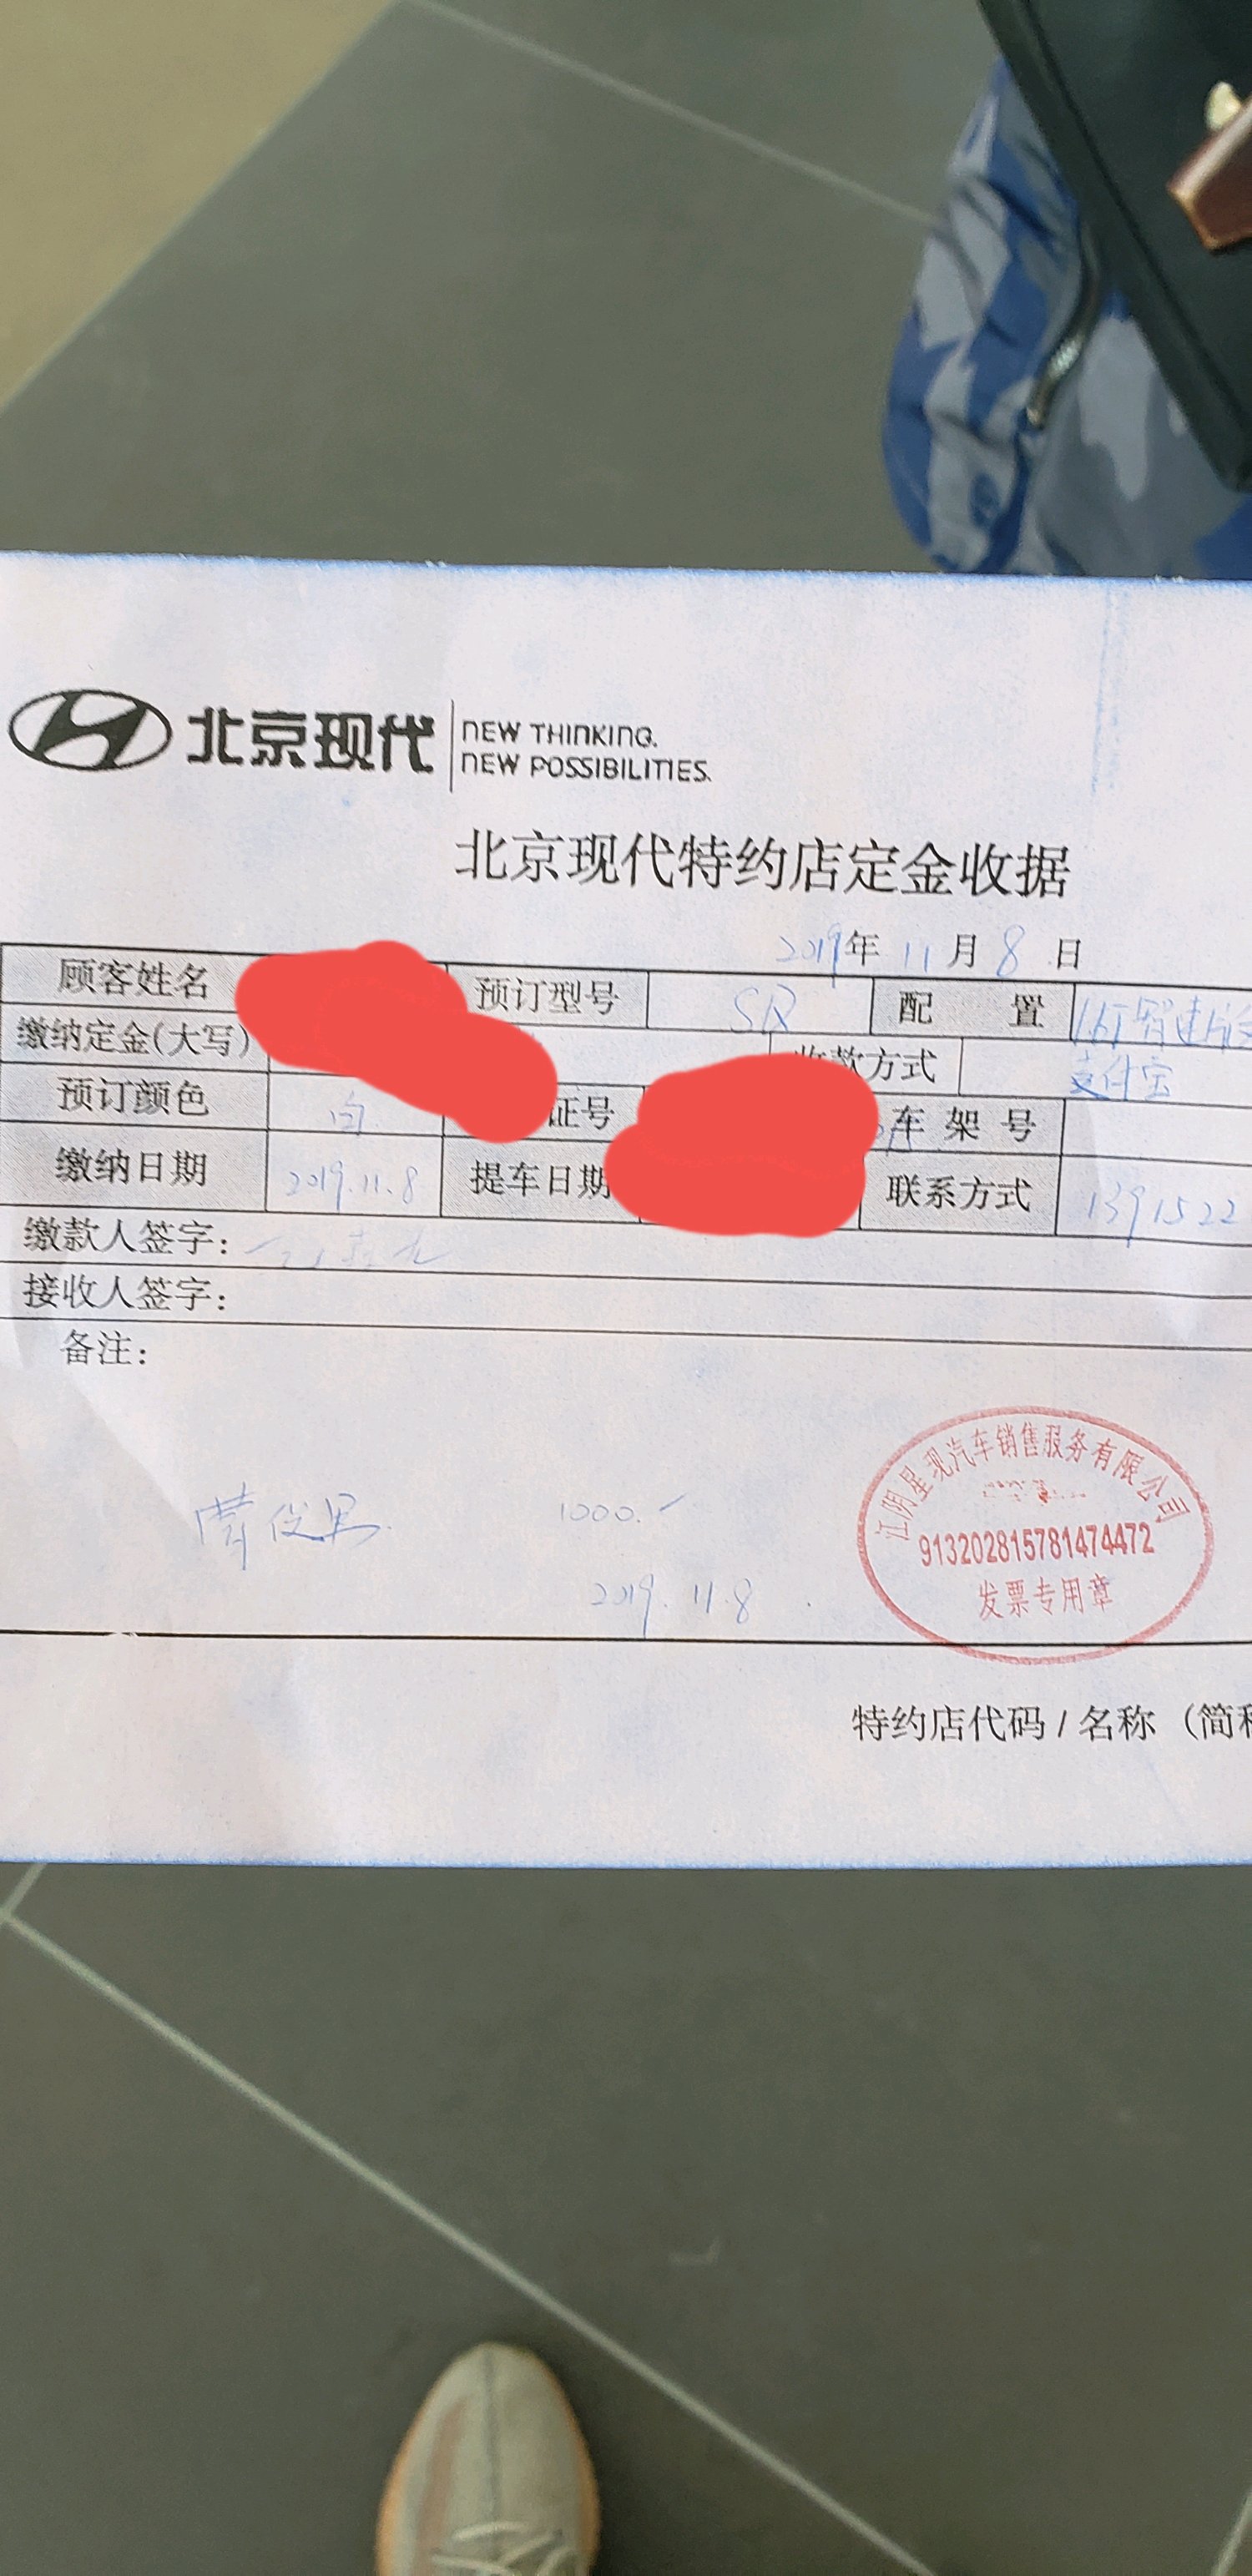 北京现代 NEW THINKING.
NEW POSSIBILITIES.
北京现代特约店定金收据
2019年 11月 8日
顾客姓名 预订型号 配 置
缴纳定金(大写) 收款方式 支付宝
预订颜色 白 证号 车 架 号
缴纳日期 2019.11.8 提车日期 联系方式 1391522
缴款人签字:
接收人签字:
备注:
1000.-
2019.11.8
江阴星现汽车销售服务有限公司
913202815781474472
发票专用章
特约店代码 / 名称 (简